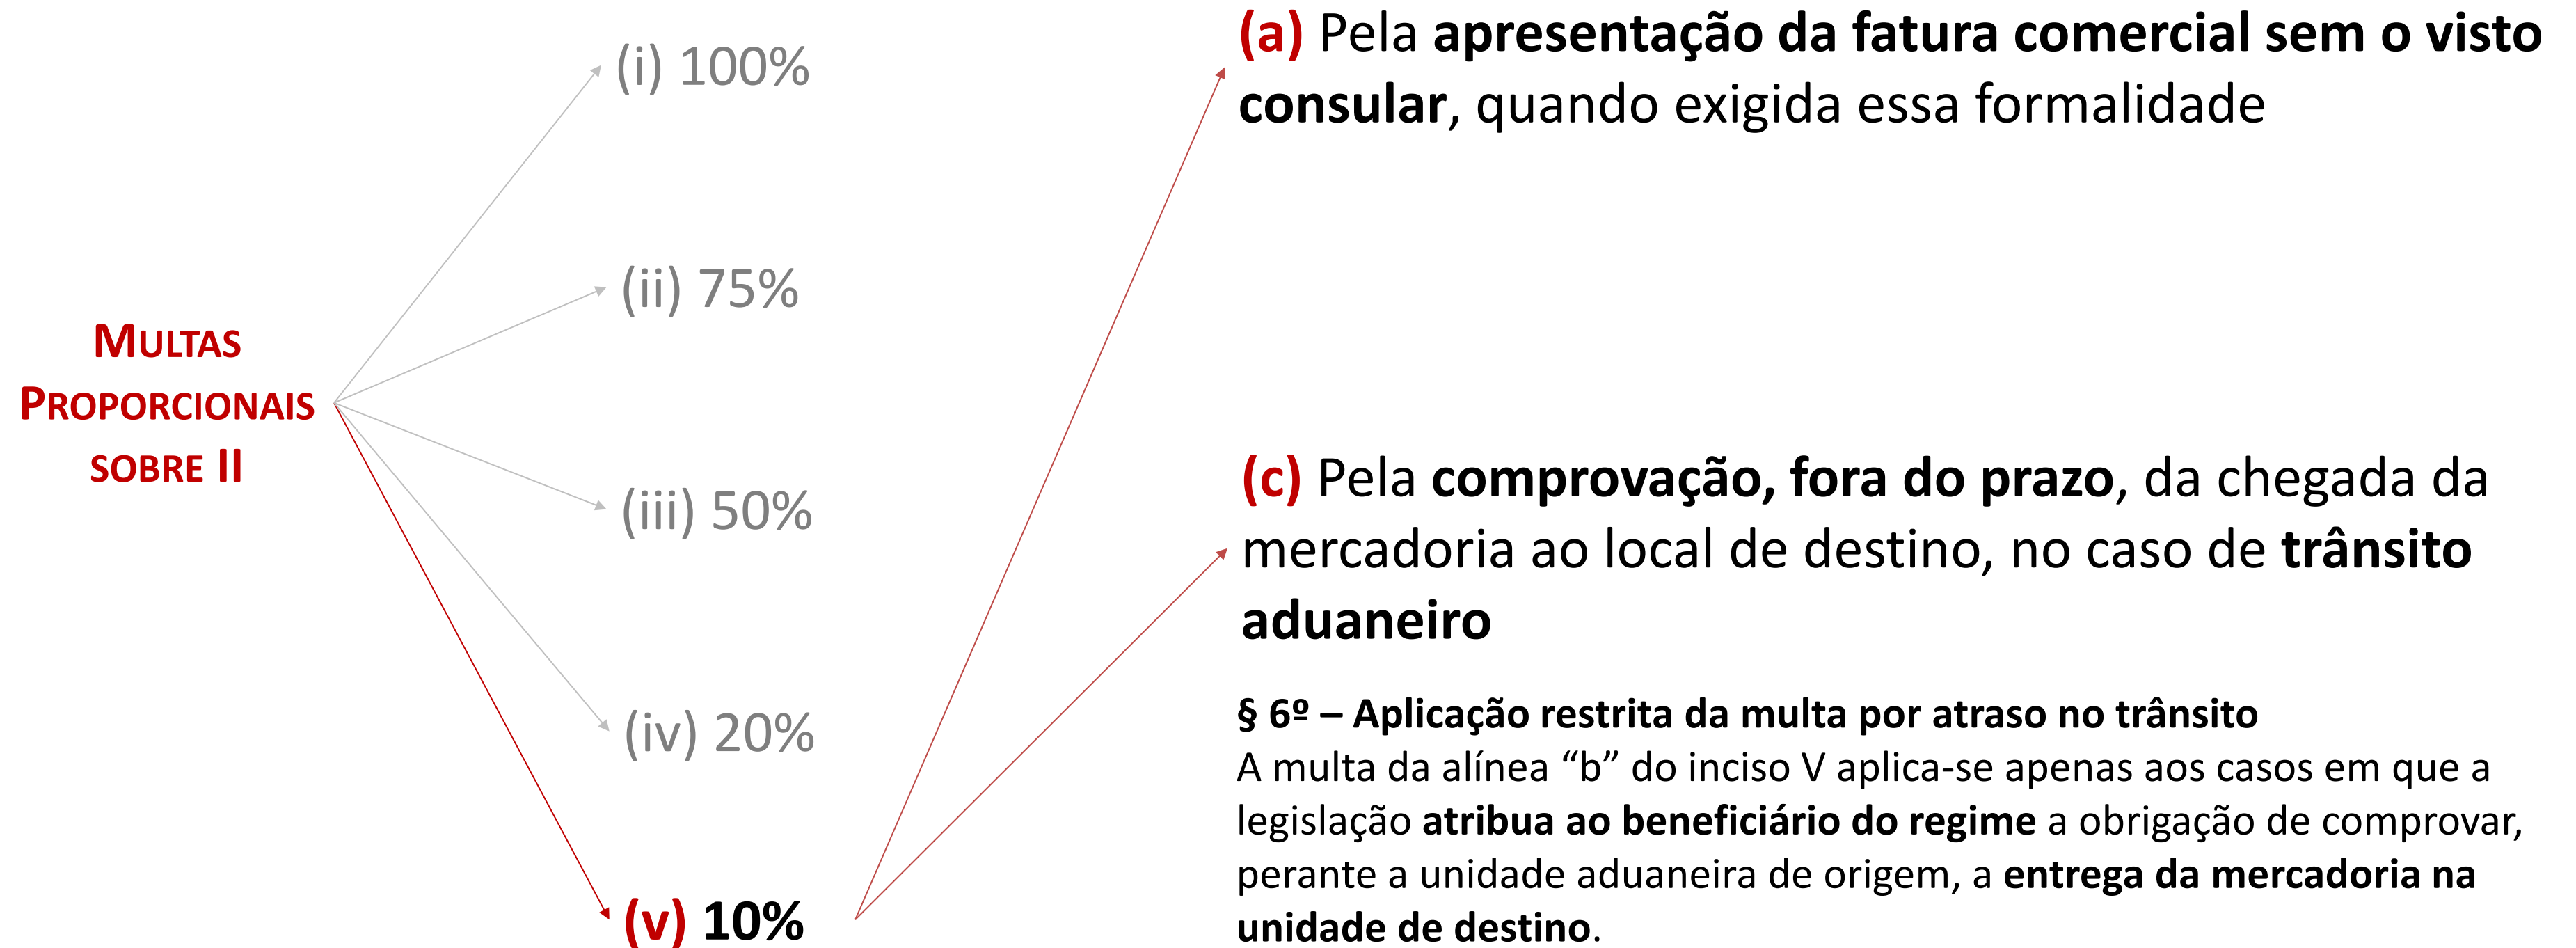 MULTAS
PROPORCIONAIS
SOBRE II
(i) 100%
(ii) 75%
(iii) 50%
(iv) 20%
(v) 10%
(a) Pela apresentação da fatura comercial sem o visto
consular, quando exigida essa formalidade
(c) Pela comprovação, fora do prazo, da chegada da
mercadoria ao local de destino, no caso de trânsito
aduaneiro
§ 6º – Aplicação restrita da multa por atraso no trânsito
A multa da alínea “b” do inciso V aplica-se apenas aos casos em que a
legislação atribua ao beneficiário do regime a obrigação de comprovar,
perante a unidade aduaneira de origem, a entrega da mercadoria na
unidade de destino.